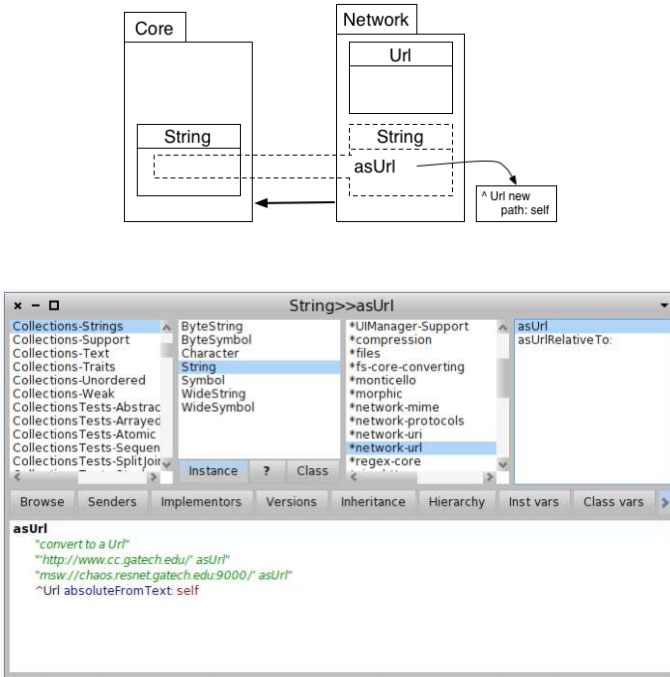 Core
Network
Url
String
String
asUrl
^ Url new
path: self
String>>asUrl
Collections-Strings
Collections-Support
Collections-Text
Collections-Traits
Collections-Unordered
Collections-Weak
CollectionsTests-Abstrac
CollectionsTests-Arrayed
CollectionsTests-Atomic
CollectionsTests-Sequen
CollectionsTests-SplitJoir
ByteString
ByteSymbol
Character
String
Symbol
WideString
WideSymbol
Instance ? Class
*UIManager-Support
*compression
*files
*fs-core-converting
*monticello
*morphic
*network-mime
*network-protocols
*network-uri
*network-url
*regex-core
asUrl
asUrlRelativeTo:
Browse Senders Implementors Versions Inheritance Hierarchy Inst vars Class vars
asUrl
"convert to a Url"
"'http://www.cc.gatech.edu/' asUrl"
"msw://chaos.resnet.gatech.edu:9000/' asUrl"
^Url absoluteFromText: self